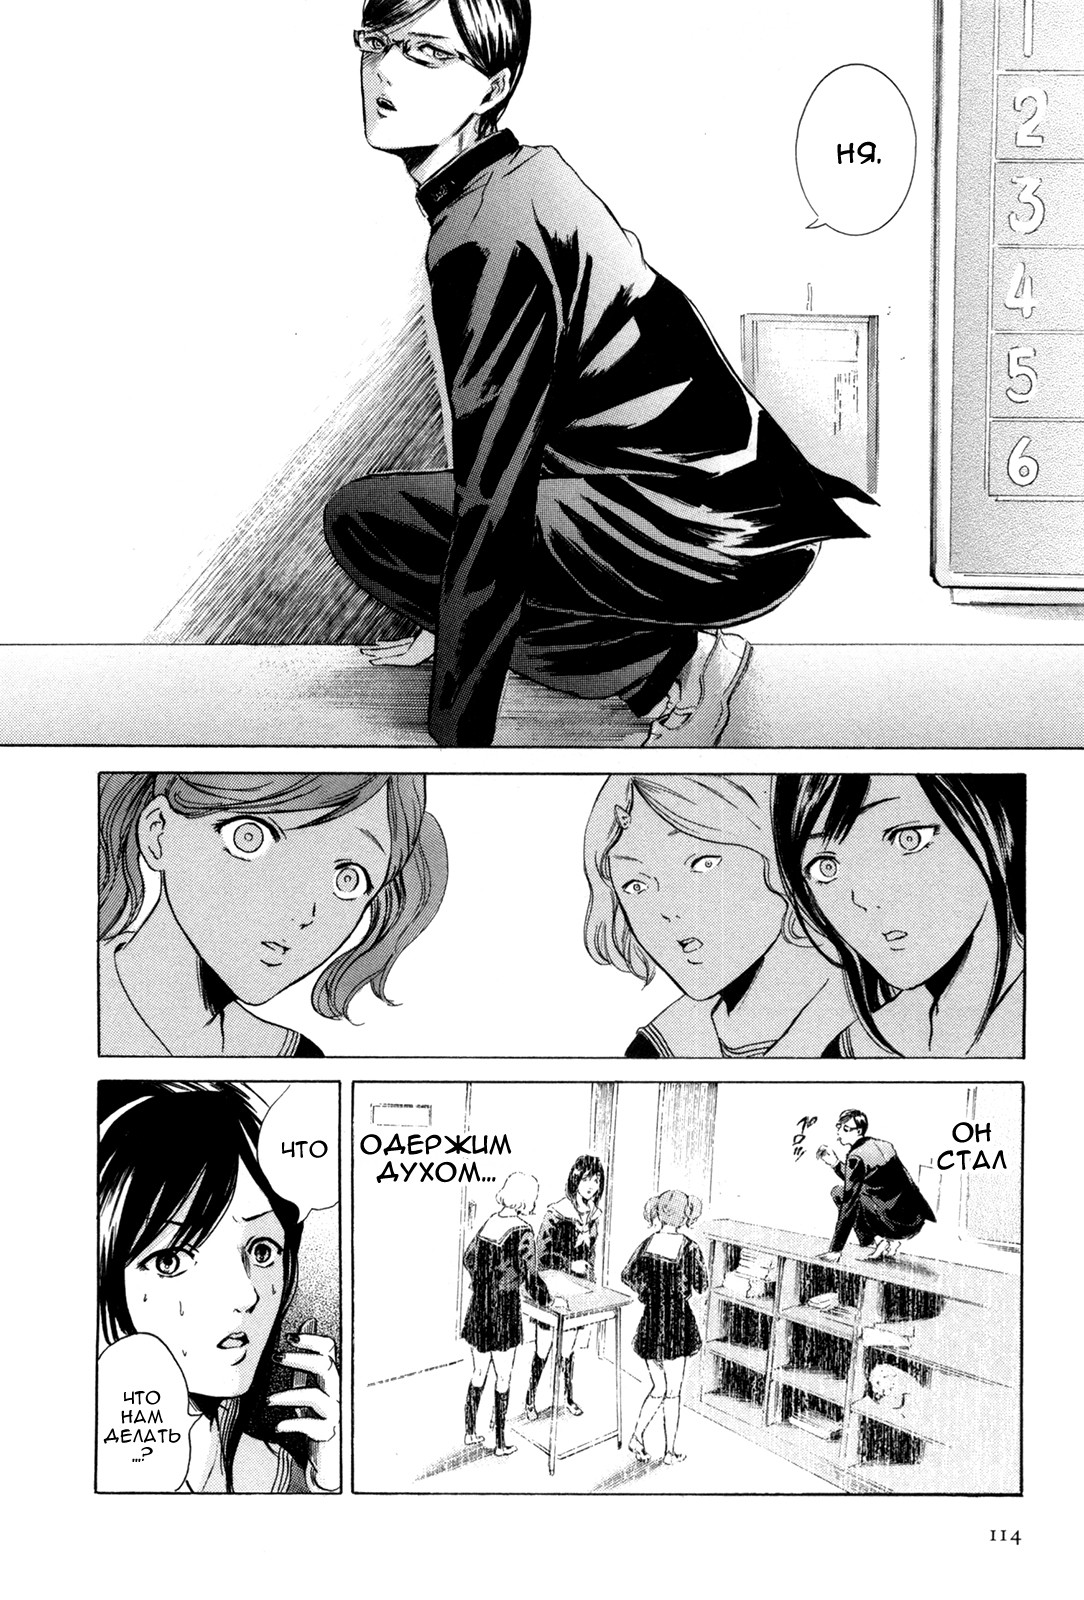 НЯ.
1
2
3
4
5
6
ОН
СТАЛ
ОДЕРЖИМ
ДУХОМ...
ЧТО
ЧТО
НАМ
ДЕЛАТЬ
...?
114